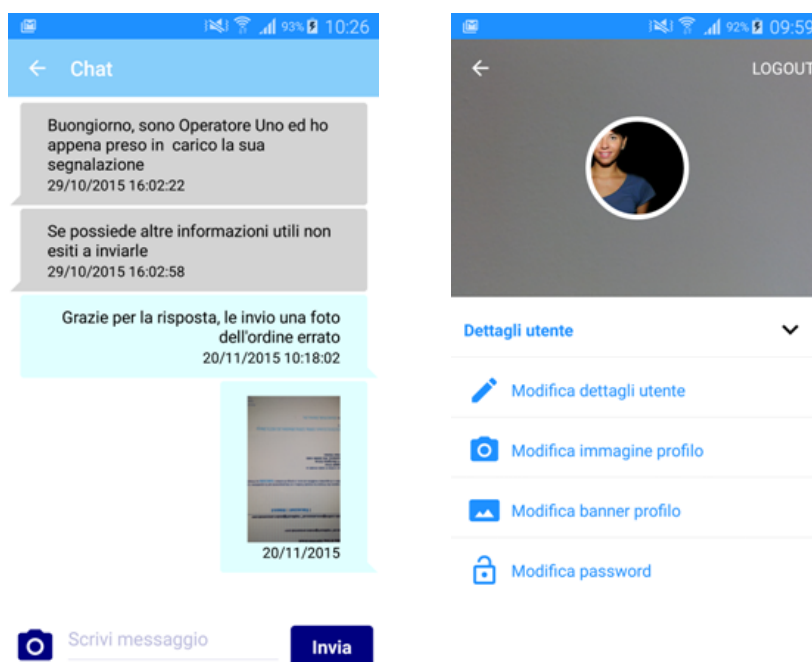 93% 10:26
Chat
Buongiorno, sono Operatore Uno ed ho
appena preso in carico la sua
segnalazione
29/10/2015 16:02:22
Se possiede altre informazioni utili non
esiti a inviarle
29/10/2015 16:02:58
Grazie per la risposta, le invio una foto
dell'ordine errato
20/11/2015 10:18:02
20/11/2015
Scrivi messaggio
Invia
92% 09:59
LOGOUT
Dettagli utente
Modifica dettagli utente
Modifica immagine profilo
Modifica banner profilo
Modifica password